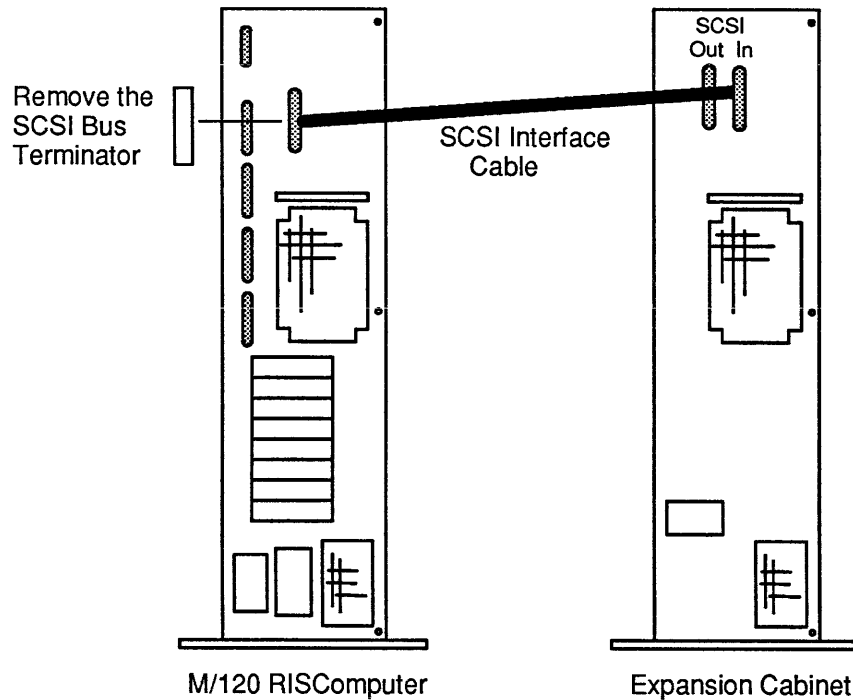 SCSI
Out In
Remove the
SCSI Bus
Terminator
SCSI Interface
Cable
M/120 RISComputer
Expansion Cabinet